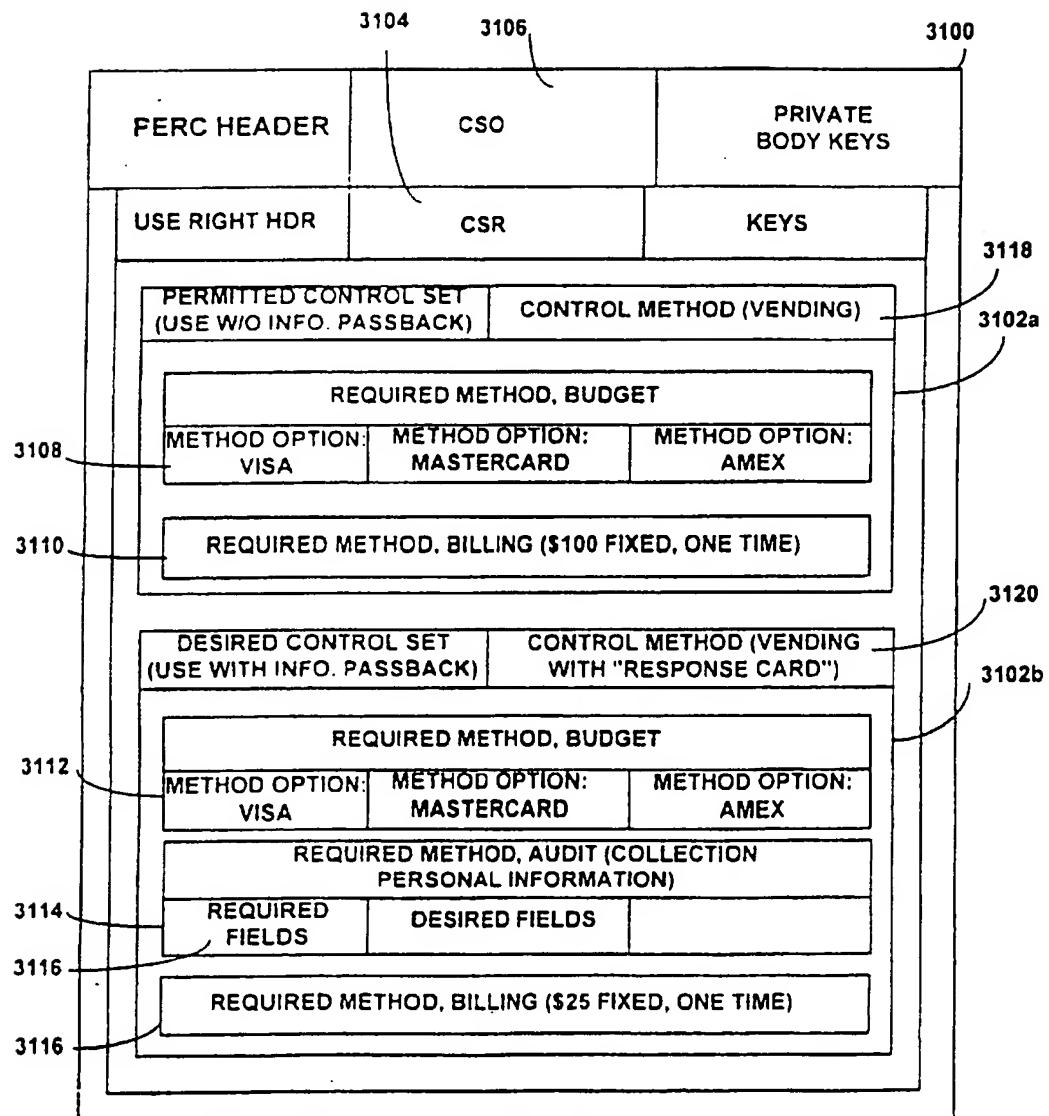 3104
3106
3100
PERC HEADER
CSO
PRIVATE
BODY KEYS
USE RIGHT HDR
CSR
KEYS
3118
PERMITTED CONTROL SET
(USE W/O INFO. PASSBACK)
CONTROL METHOD (VENDING)
3102a
REQUIRED METHOD, BUDGET
3108
METHOD OPTION:
VISA
METHOD OPTION:
MASTERCARD
METHOD OPTION:
AMEX
3110
REQUIRED METHOD, BILLING ($100 FIXED, ONE TIME)
3120
DESIRED CONTROL SET
(USE WITH INFO. PASSBACK)
CONTROL METHOD (VENDING
WITH "RESPONSE CARD")
3102b
REQUIRED METHOD, BUDGET
3112
METHOD OPTION:
VISA
METHOD OPTION:
MASTERCARD
METHOD OPTION:
AMEX
REQUIRED METHOD, AUDIT (COLLECTION
PERSONAL INFORMATION)
3114
REQUIRED
FIELDS
DESIRED FIELDS
3116
REQUIRED METHOD, BILLING ($25 FIXED, ONE TIME)
3116